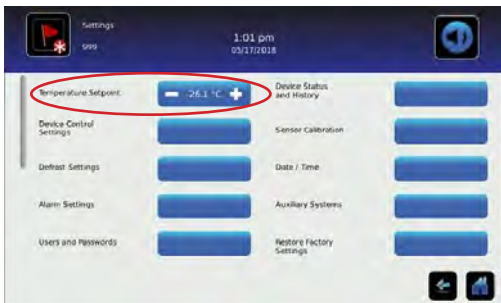 Settings
1:01 pm
05/17/2018
Temperature Setpoint
-26.1 °C
Device Control
Settings
Defrost Settings
Alarm Settings
Users and Passwords
Device Status
and History
Sensor Calibration
Date / Time
Auxiliary Systems
Restore Factory
Settings